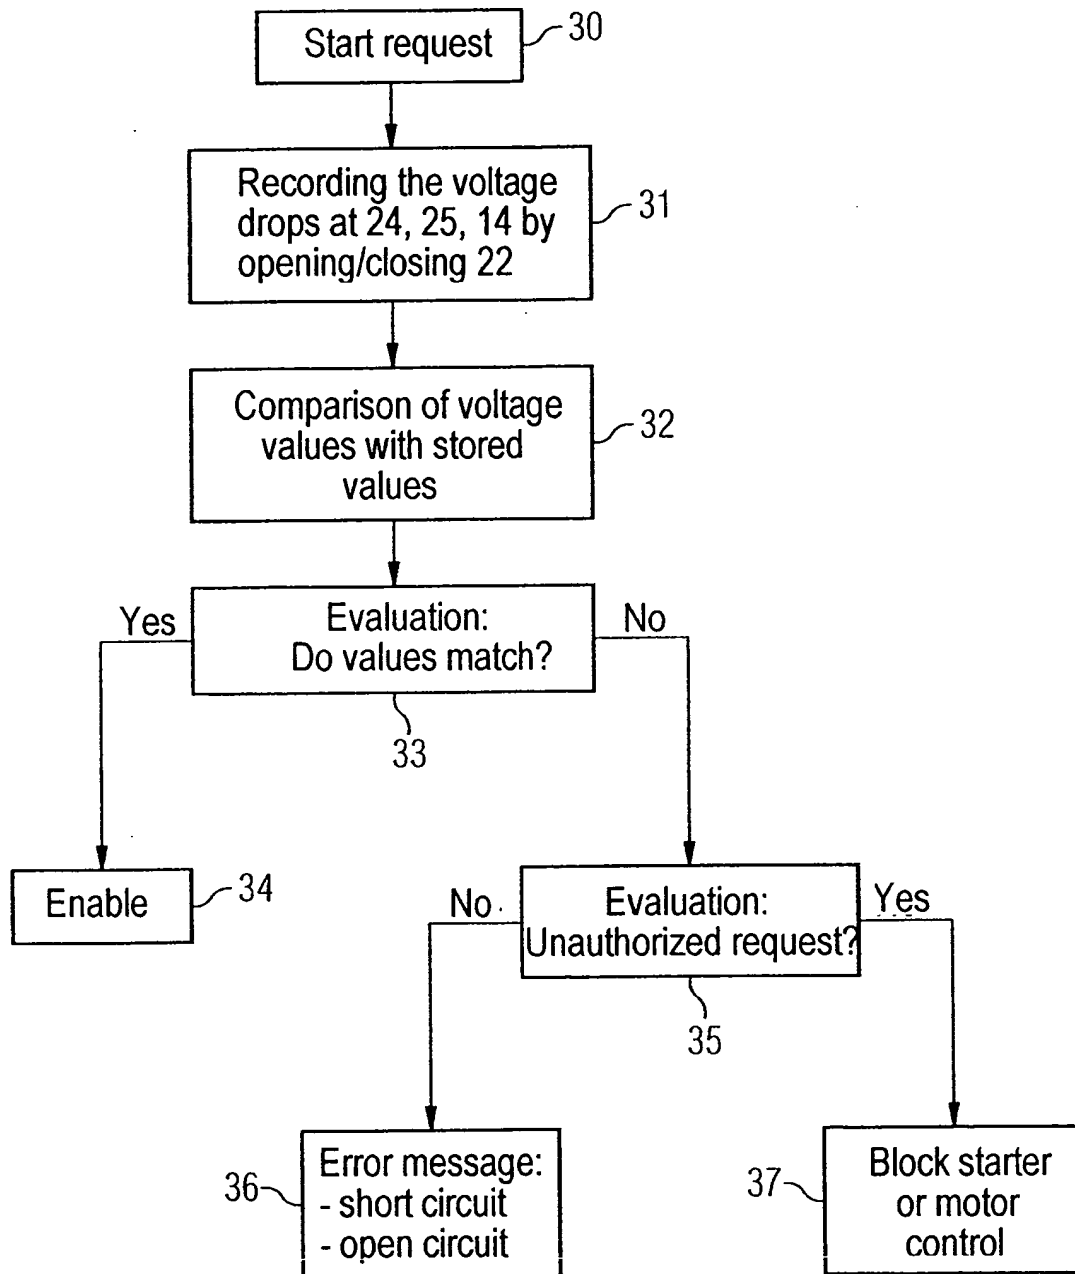 Start request
30
Recording the voltage
drops at 24, 25, 14 by
opening/closing 22
31
Comparison of voltage
values with stored
values
32
Yes
Evaluation:
Do values match?
No
33
Enable
34
No
Evaluation:
Unauthorized request?
Yes
35
36
Error message:
- short circuit
- open circuit
37
Block starter
or motor
control